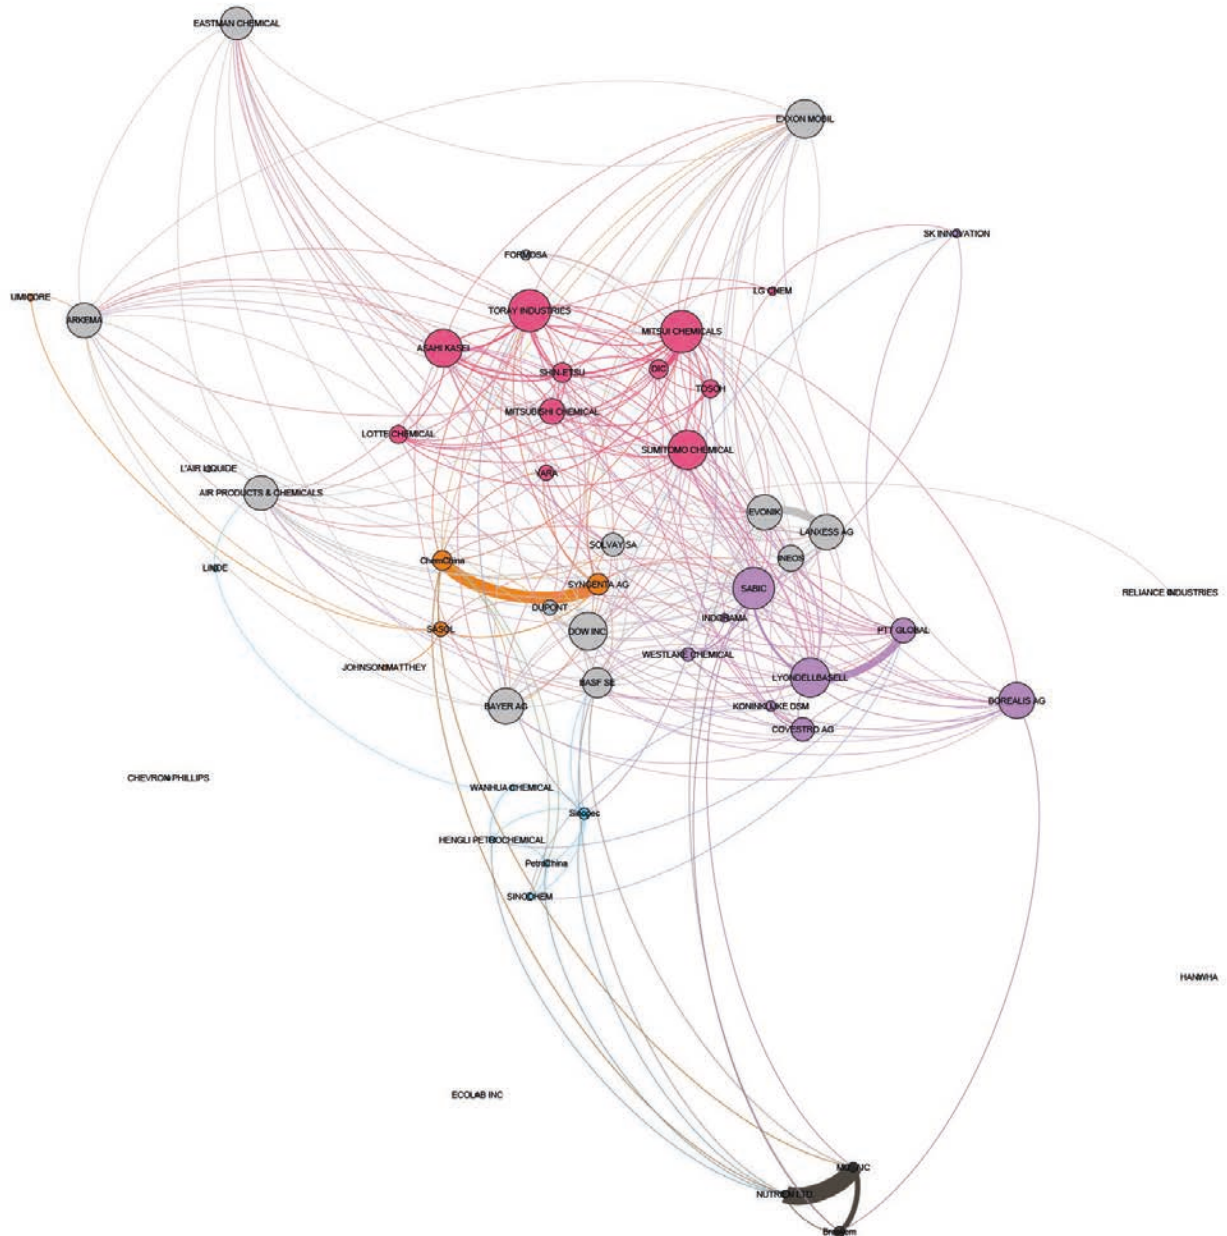 EASTMAN CHEMICAL
EXXON MOBIL
SK INNOVATION
FORMOSA
LG CHEM
UMICORE
ARKEMA
TORAY INDUSTRIES
MITSUI CHEMICALS
ASAHI KASEI
SHIN-ETSU
DIC
TOSOH
MITSUBISHI CHEMICAL
LOTTE CHEMICAL
SUMITOMO CHEMICAL
L'AIR LIQUIDE
YARA
AIR PRODUCTS & CHEMICALS
EVONIK
LANXESS AG
SOLVAY SA
INEOS
ChemChina
LINDE
SYNGENTA AG
SABIC
RELIANCE INDUSTRIES
DUPONT
INDORAMA
SASOL
DOW INC.
PTT GLOBAL
WESTLAKE CHEMICAL
JOHNSON MATTHEY
LYONDELLBASELL
BASF SE
BAYER AG
KONINKLIJKE DSM
BOREALIS AG
COVESTRO AG
CHEVRON PHILLIPS
WANHUA CHEMICAL
Sinopec
HENGLI PETROCHEMICAL
PetroChina
SINOCHEM
HANWHA
ECOLAB INC
MOSAIC
NUTRIEN LTD.
Braskem